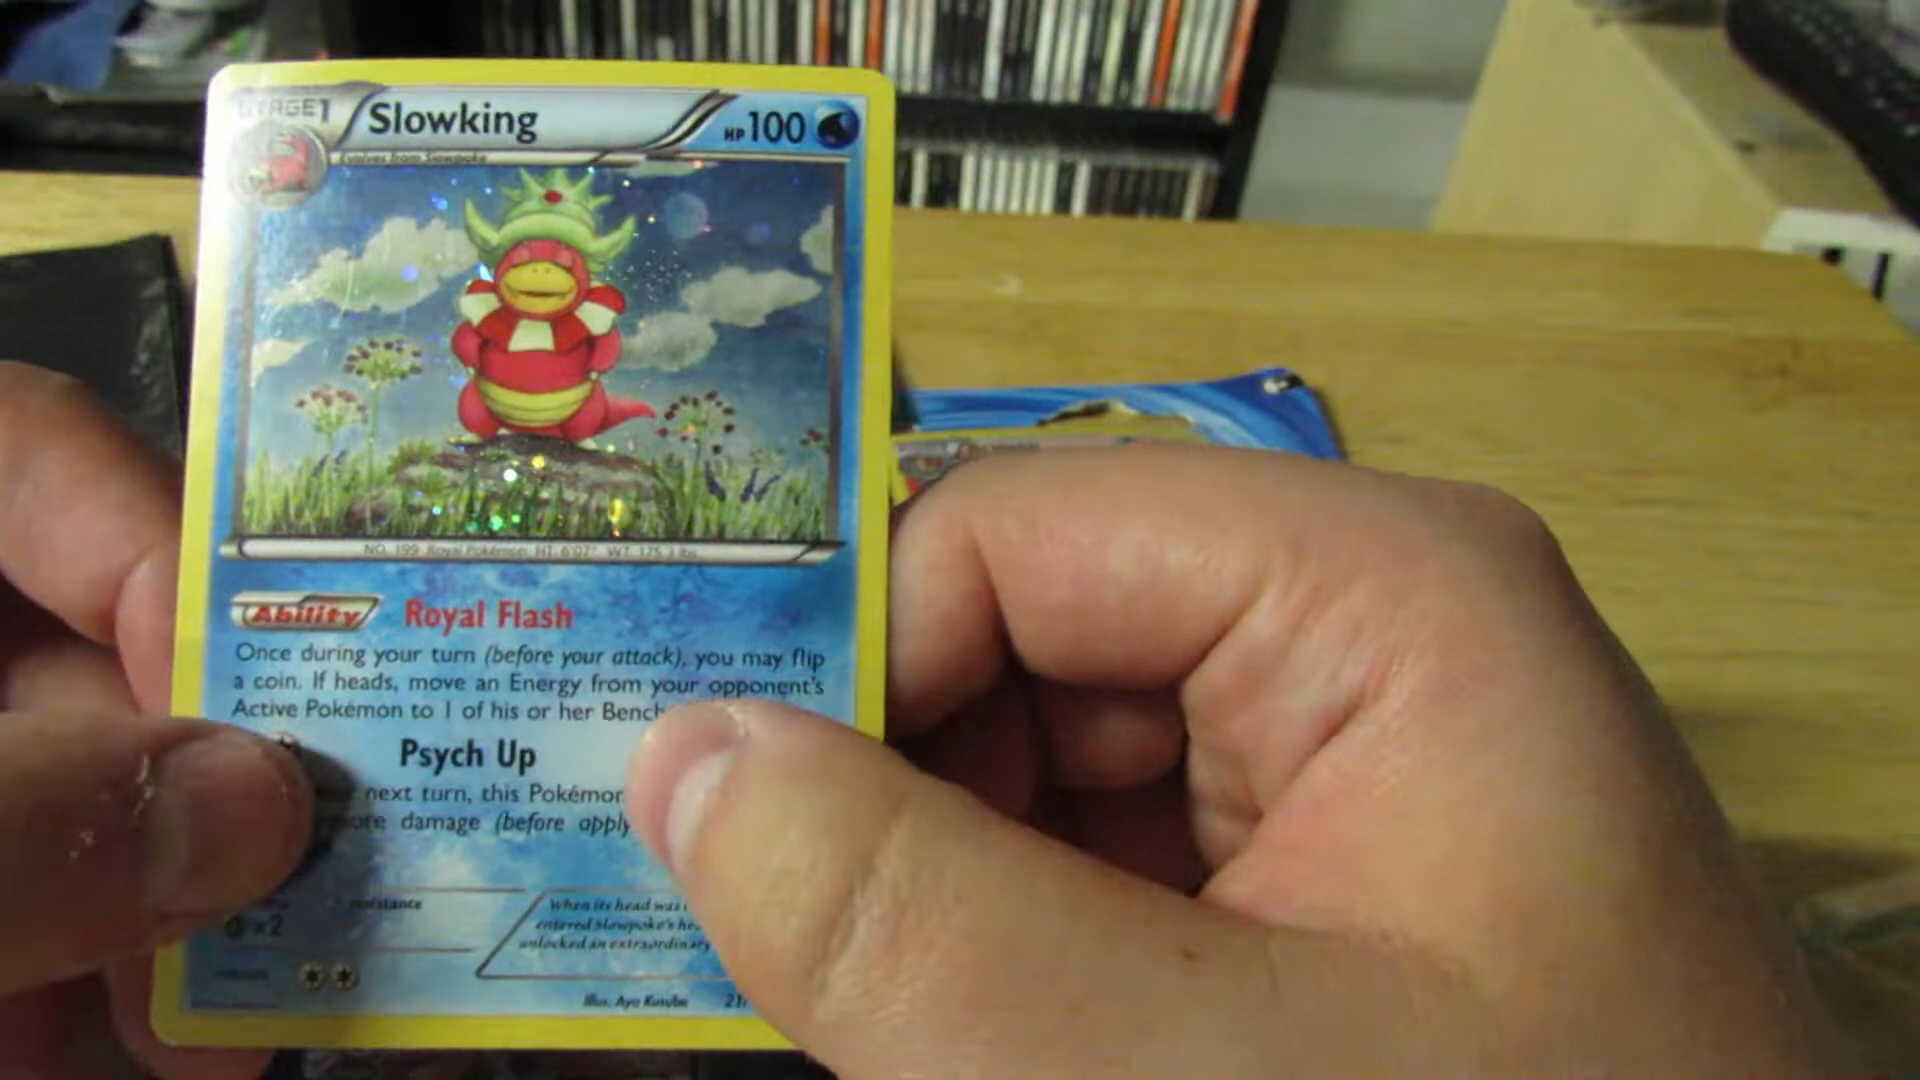 STAGE 1 Slowking HP 100
Evolves from Slowpoke
NO. 199 Royal Pokémon HT: 6'07" WT: 175.3 lbs.
Ability Royal Flash
Once during your turn (before your attack), you may flip
a coin. If heads, move an Energy from your opponent's
Active Pokémon to 1 of his or her Bench
Psych Up
next turn, this Pokémon
more damage (before apply
resistance
×2
When its head was
entered Slowpoke's he
unlocked an extraordinary
Illus. Aya Kusube 21/